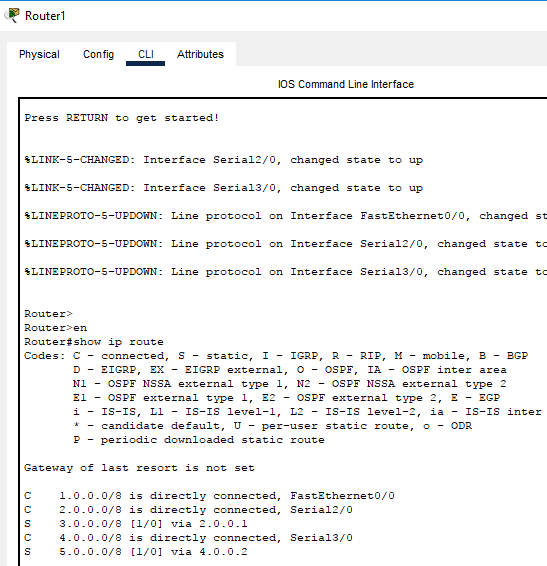 Router1
Physical Config CLI Attributes
IOS Command Line Interface
Press RETURN to get started!
%LINK-5-CHANGED: Interface Serial2/0, changed state to up
%LINK-5-CHANGED: Interface Serial3/0, changed state to up
%LINEPROTO-5-UPDOWN: Line protocol on Interface FastEthernet0/0, changed st
%LINEPROTO-5-UPDOWN: Line protocol on Interface Serial2/0, changed state to
%LINEPROTO-5-UPDOWN: Line protocol on Interface Serial3/0, changed state to
Router>
Router>en
Router#show ip route
Codes: C - connected, S - static, I - IGRP, R - RIP, M - mobile, B - BGP
D - EIGRP, EX - EIGRP external, O - OSPF, IA - OSPF inter area
N1 - OSPF NSSA external type 1, N2 - OSPF NSSA external type 2
E1 - OSPF external type 1, E2 - OSPF external type 2, E - EGP
i - IS-IS, L1 - IS-IS level-1, L2 - IS-IS level-2, ia - IS-IS inter
* - candidate default, U - per-user static route, o - ODR
P - periodic downloaded static route
Gateway of last resort is not set
C 1.0.0.0/8 is directly connected, FastEthernet0/0
C 2.0.0.0/8 is directly connected, Serial2/0
S 3.0.0.0/8 [1/0] via 2.0.0.1
C 4.0.0.0/8 is directly connected, Serial3/0
S 5.0.0.0/8 [1/0] via 4.0.0.2